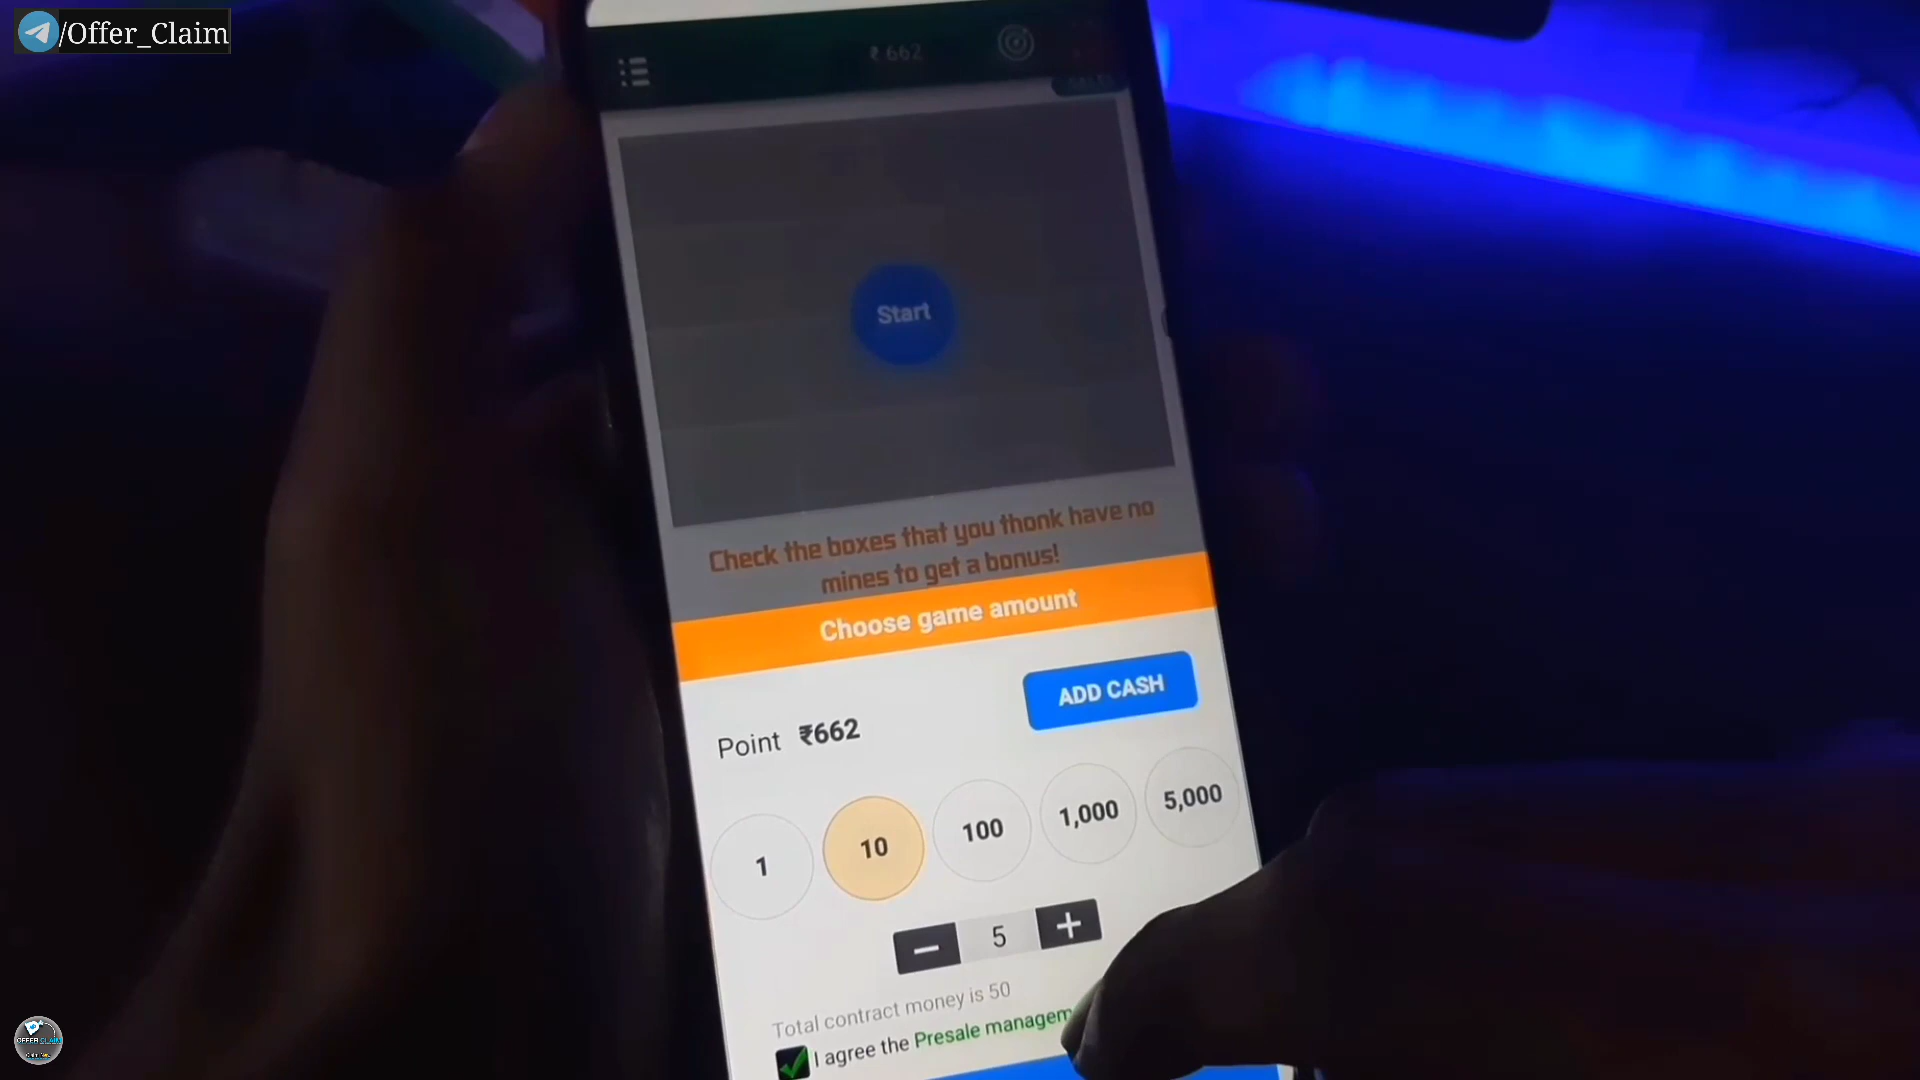 /Offer_Claim
₹ 662
Start
Check the boxes that you thonk have no
mines to get a bonus!
Choose game amount
ADD CASH
Point ₹662
1 10 100 1,000 5,000
− 5 +
Total contract money is 50
I agree the Presale managem
OFFER CLAIM